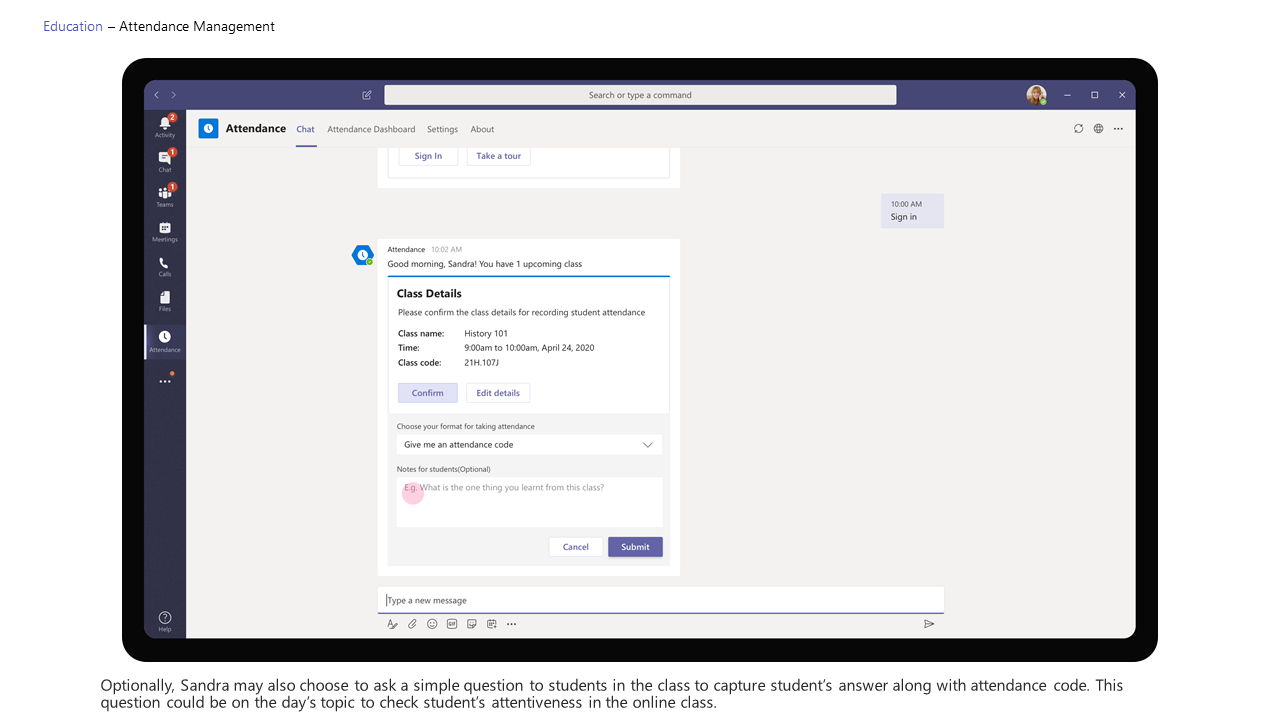 Education – Attendance Management
Search or type a command
2
Activity
Attendance
Chat
Attendance Dashboard
Settings
About
1
Chat
Sign In
Take a tour
1
Teams
10:00 AM
Sign in
Meetings
Attendance 10:02 AM
Good morning, Sandra! You have 1 upcoming class
Calls
Class Details
Please confirm the class details for recording student attendance
Files
Class name: History 101
Time: 9:00am to 10:00am, April 24, 2020
Class code: 21H.107J
Attendance
Confirm
Edit details
Choose your format for taking attendance
Give me an attendance code
Notes for students(Optional)
E.g. What is the one thing you learnt from this class?
Cancel
Submit
Type a new message
GIF
Help
Optionally, Sandra may also choose to ask a simple question to students in the class to capture student’s answer along with attendance code. This
question could be on the day’s topic to check student’s attentiveness in the online class.